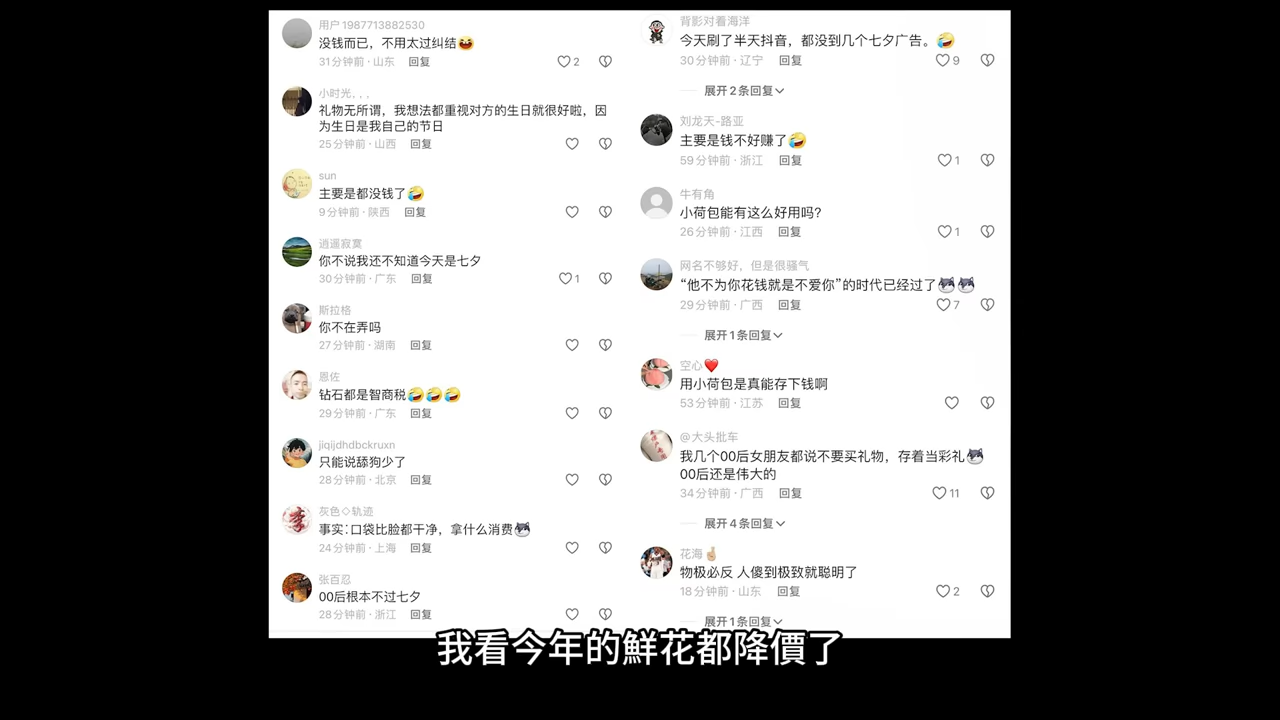 用户1987713882530
没钱而已，不用太过纠结
31分钟前·山东 回复
2
小时光...
礼物无所谓，我想法都重视对方的生日就很好啦，因
为生日是我自己的节日
25分钟前·山西 回复
sun
主要是都没钱了
9分钟前·陕西 回复
逍遥寂寞
你不说我还不知道今天是七夕
30分钟前·广东 回复
1
斯拉格
你不在弄吗
27分钟前·湖南 回复
恩佐
钻石都是智商税
29分钟前·广东 回复
jiqijdhdbckruxn
只能说舔狗少了
28分钟前·北京 回复
灰色◇轨迹
事实：口袋比脸都干净，拿什么消费
24分钟前·上海 回复
张百忍
00后根本不过七夕
28分钟前·浙江 回复
背影对看海洋
今天刷了半天抖音，都没到几个七夕广告。
30分钟前·辽宁 回复
9
展开2条回复
刘龙天-路亚
主要是钱不好赚了
59分钟前·浙江 回复
1
牛有角
小荷包能有这么好用吗?
26分钟前·江西 回复
1
网名不够好，但是很骚气
“他不为你花钱就是不爱你”的时代已经过了
29分钟前·广西 回复
7
展开1条回复
空心❤️
用小荷包是真能存下钱啊
53分钟前·江苏 回复
@大头批车
我几个00后女朋友都说不要买礼物，存着当彩礼
00后还是伟大的
34分钟前·广西 回复
11
展开4条回复
花海🤞🏼
物极必反 人傻到极致就聪明了
18分钟前·山东 回复
2
展开1条回复
我看今年的鮮花都降價了